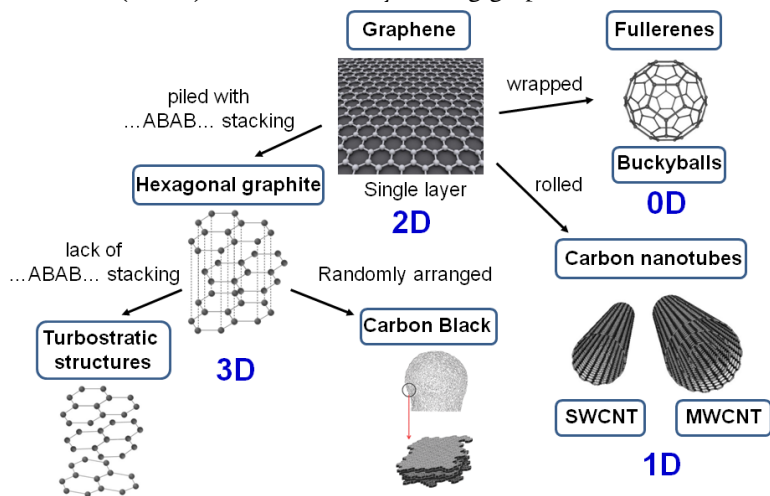 Graphene
Fullerenes
piled with
…ABAB… stacking
wrapped
Hexagonal graphite
Single layer
2D
Buckyballs
0D
rolled
lack of
…ABAB… stacking
Randomly arranged
Carbon nanotubes
Turbostratic
structures
3D
Carbon Black
SWCNT
MWCNT
1D